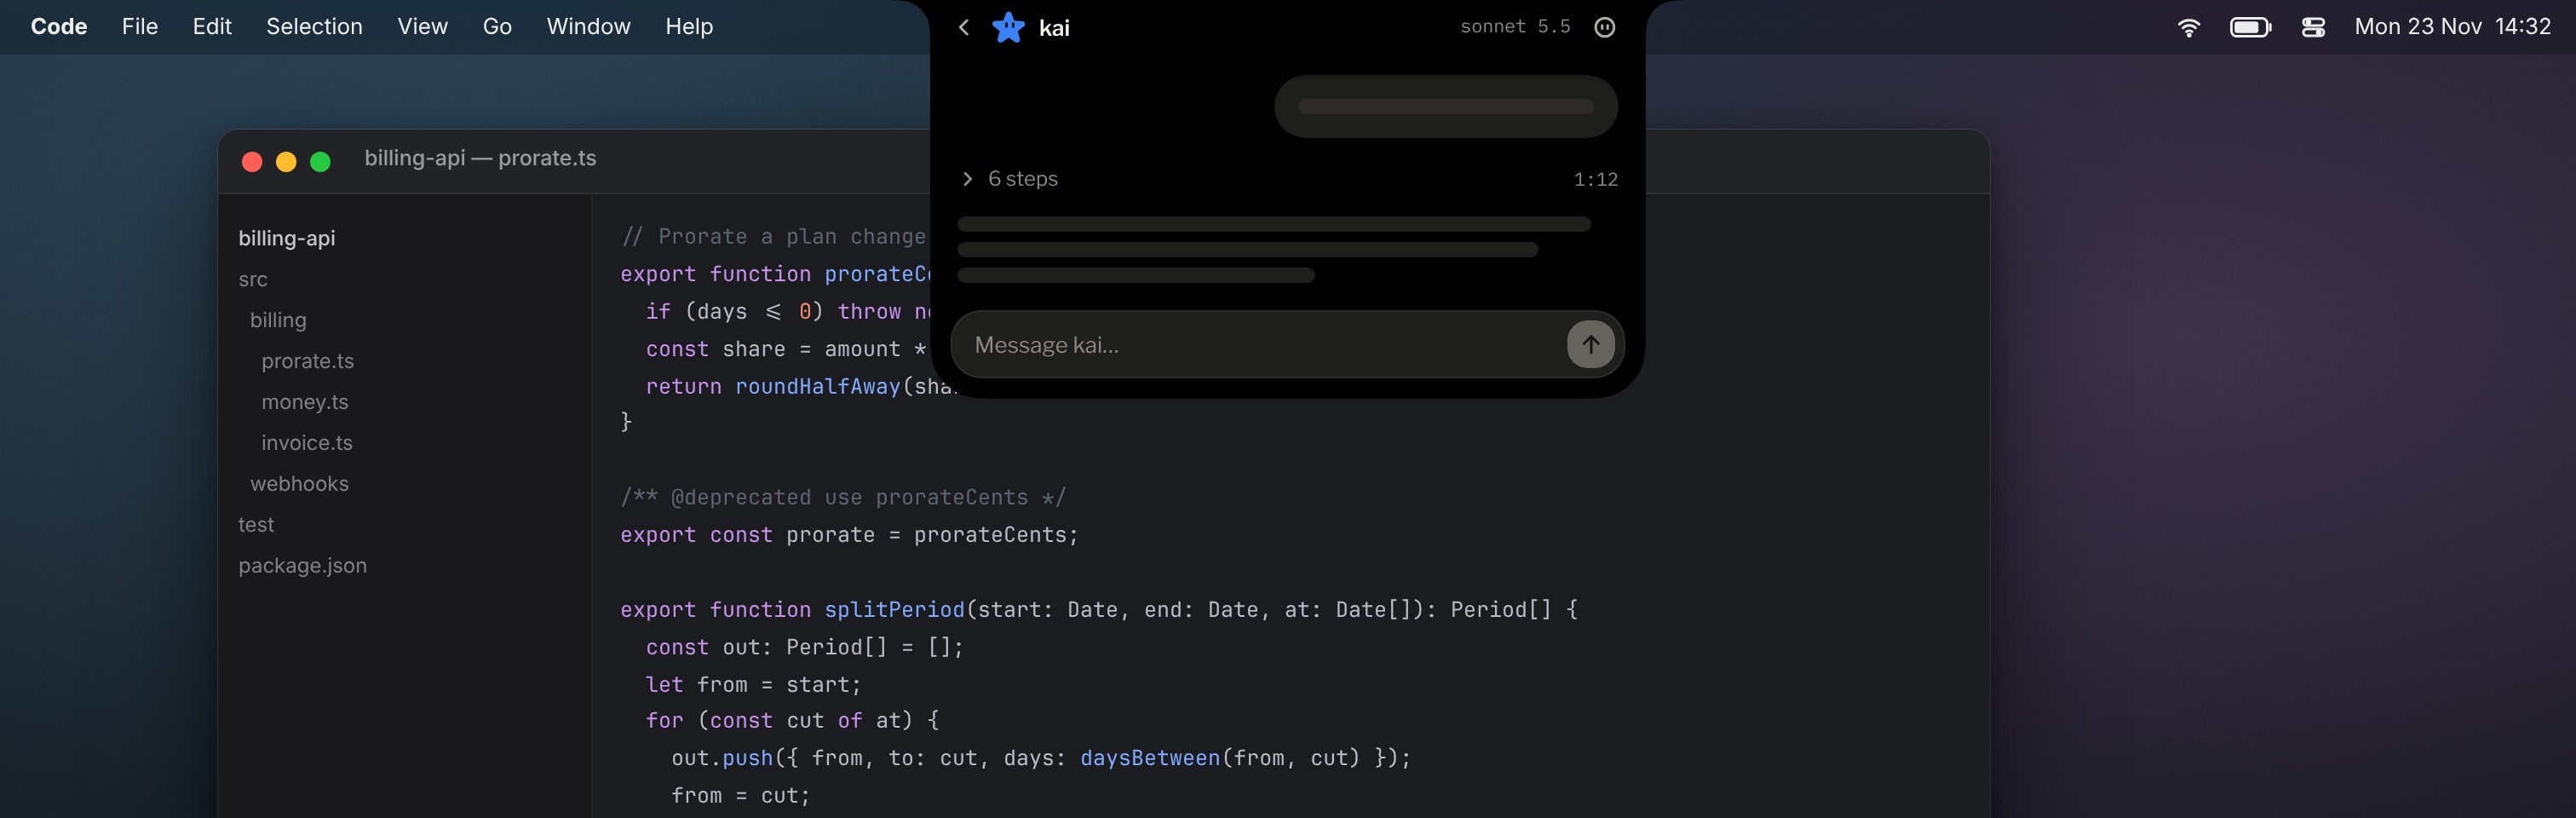 Code File Edit Selection View Go Window Help
kai
sonnet 5.5
Mon 23 Nov 14:32
6 steps
1:12
Message kai...
billing-api — prorate.ts
billing-api
src
billing
prorate.ts
money.ts
invoice.ts
webhooks
test
package.json
// Prorate a plan change
export function
if (days <= 0) throw
const share = amount *
return roundHalfAway(
}
/** @deprecated use prorateCents */
export const prorate = prorateCents;
export function splitPeriod(start: Date, end: Date, at: Date[]): Period[] {
const out: Period[] = [];
let from = start;
for (const cut of at) {
out.push({ from, to: cut, days: daysBetween(from, cut) });
from = cut;